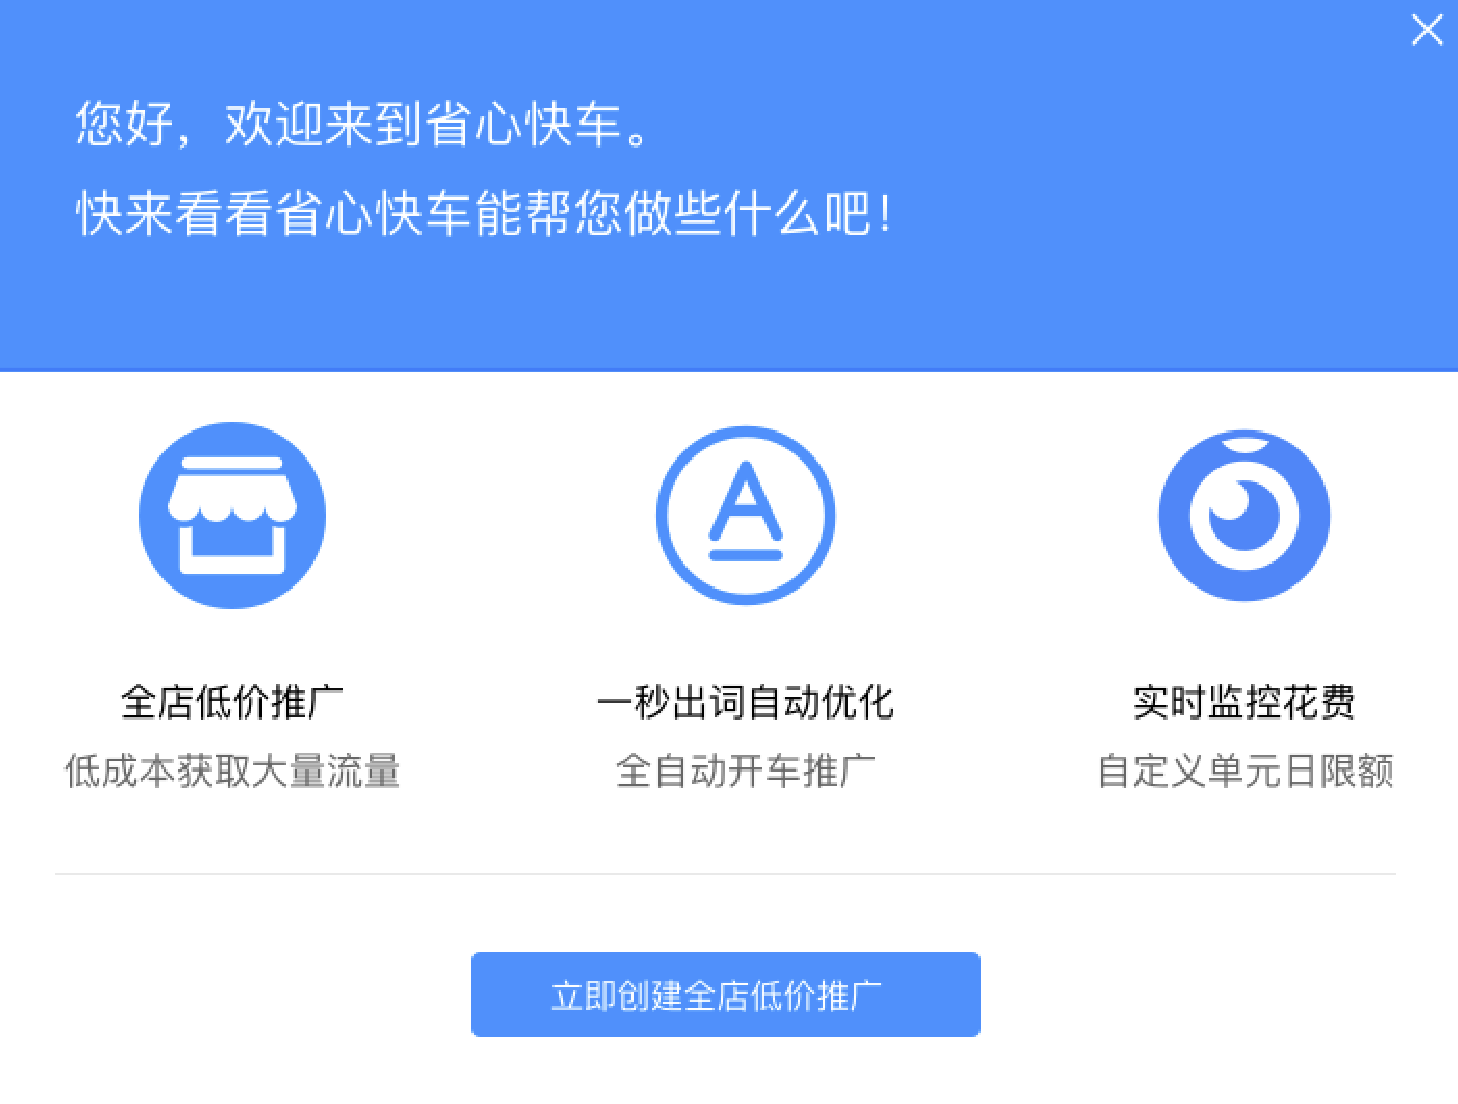 您好，欢迎来到省心快车。
快来看看省心快车能帮您做些什么吧！
全店低价推广
一秒出词自动优化
实时监控花费
低成本获取大量流量
全自动开车推广
自定义单元日限额
立即创建全店低价推广